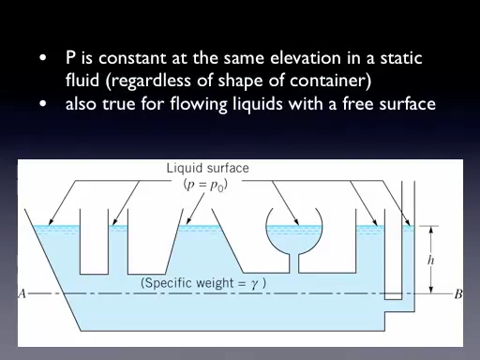 • P is constant at the same elevation in a static
fluid (regardless of shape of container)
• also true for flowing liquids with a free surface
Liquid surface
(p = p₀)
(Specific weight = γ )
h
A
B